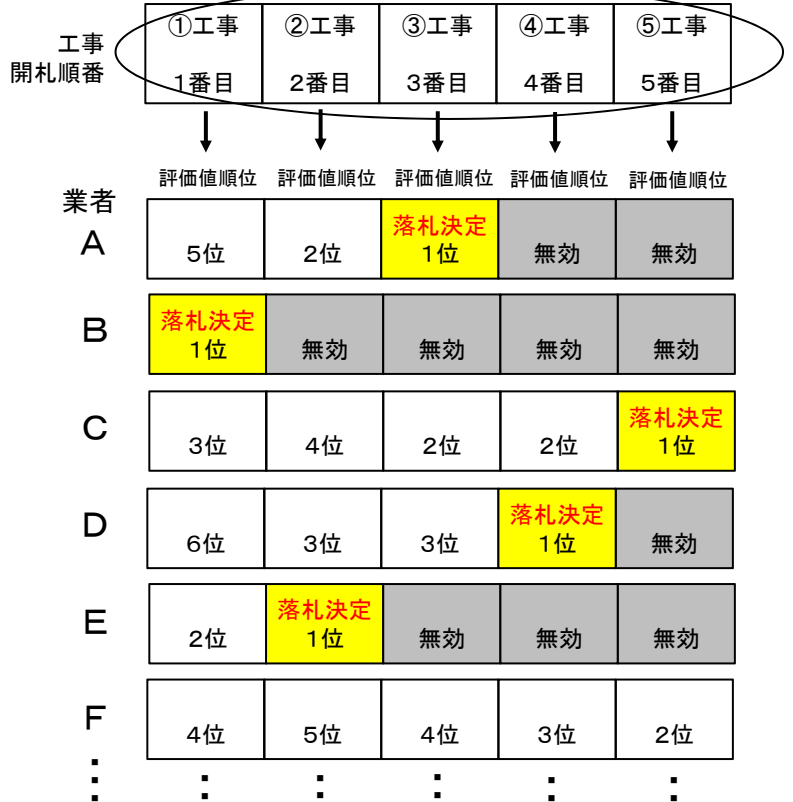 工事
開札順番
①工事 ②工事 ③工事 ④工事 ⑤工事
1番目 2番目 3番目 4番目 5番目
評価値順位 評価値順位 評価値順位 評価値順位 評価値順位
業者
A
落札決定
5位 2位 1位 無効 無効
B
落札決定
1位 無効 無効 無効 無効
C
落札決定
3位 4位 2位 2位 1位
D
落札決定
6位 3位 3位 1位 無効
E
落札決定
2位 1位 無効 無効 無効
F
4位 5位 4位 3位 2位
⋮ : : : : :